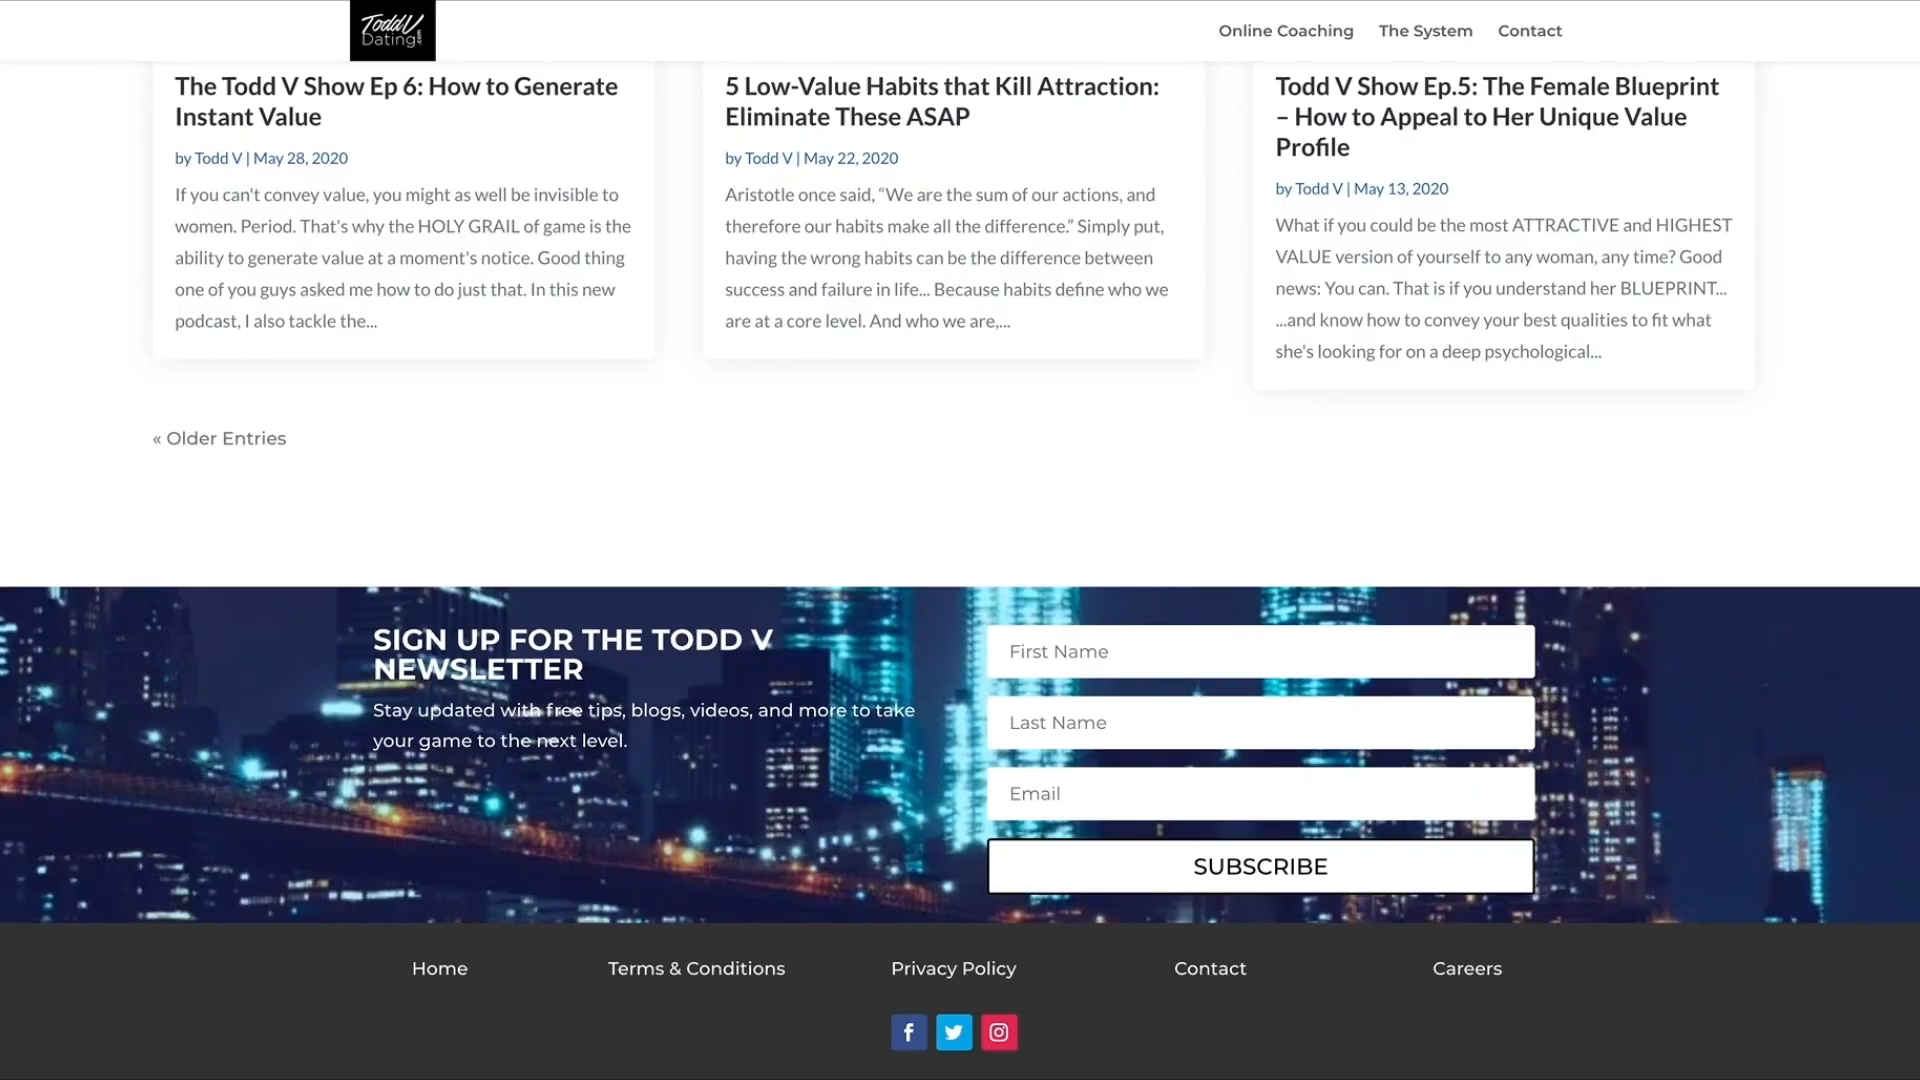 ToddV
Dating.com
Online Coaching
The System
Contact
The Todd V Show Ep 6: How to Generate
Instant Value
by Todd V | May 28, 2020
If you can't convey value, you might as well be invisible to
women. Period. That's why the HOLY GRAIL of game is the
ability to generate value at a moment's notice. Good thing
one of you guys asked me how to do just that. In this new
podcast, I also tackle the...
5 Low-Value Habits that Kill Attraction:
Eliminate These ASAP
by Todd V | May 22, 2020
Aristotle once said, “We are the sum of our actions, and
therefore our habits make all the difference.” Simply put,
having the wrong habits can be the difference between
success and failure in life... Because habits define who we
are at a core level. And who we are,...
Todd V Show Ep.5: The Female Blueprint
– How to Appeal to Her Unique Value
Profile
by Todd V | May 13, 2020
What if you could be the most ATTRACTIVE and HIGHEST
VALUE version of yourself to any woman, any time? Good
news: You can. That is if you understand her BLUEPRINT...
...and know how to convey your best qualities to fit what
she's looking for on a deep psychological...
« Older Entries
SIGN UP FOR THE TODD V
NEWSLETTER
Stay updated with free tips, blogs, videos, and more to take
your game to the next level.
First Name
Last Name
Email
SUBSCRIBE
Home
Terms & Conditions
Privacy Policy
Contact
Careers